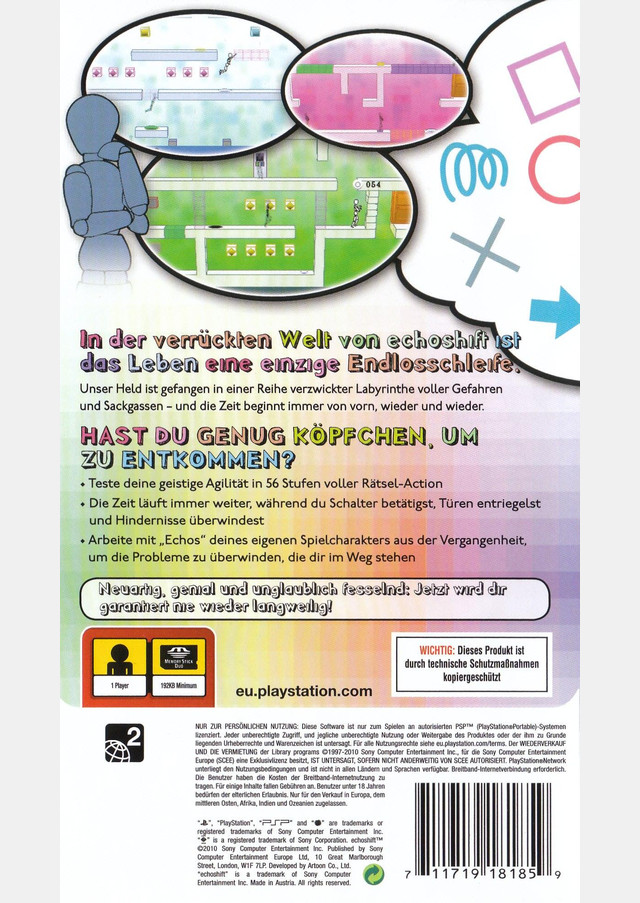 054
In der verrückten Welt von echoshift ist
das Leben eine einzige Endlosschleife.
Unser Held ist gefangen in einer Reihe verzwickter Labyrinthe voller Gefahren
und Sackgassen – und die Zeit beginnt immer von vorn, wieder und wieder.
HAST DU GENUG KÖPFCHEN, UM
ZU ENTKOMMEN?
• Teste deine geistige Agilität in 56 Stufen voller Rätsel-Action
• Die Zeit läuft immer weiter, während du Schalter betätigst, Türen entriegelst
und Hindernisse überwindest
• Arbeite mit „Echos“ deines eigenen Spielcharakters aus der Vergangenheit,
um die Probleme zu überwinden, die dir im Weg stehen
Neuartig, genial und unglaublich fesselnd: Jetzt wird dir
garantiert nie wieder langweilig!
1 Player
MEMORY STICK
DUO
192KB Minimum
eu.playstation.com
WICHTIG: Dieses Produkt ist
durch technische Schutzmaßnahmen
kopiergeschützt
2
NUR ZUR PERSÖNLICHEN NUTZUNG: Diese Software ist nur zum Spielen an autorisierten PSP™ (PlayStation®Portable)-Systemen
lizenziert. Jeder unberechtigte Zugriff, und jegliche unberechtigte Nutzung oder Weitergabe des Produktes oder der ihm zu Grunde
liegenden Urheberrechte und Warenzeichen ist untersagt. Für alle Nutzungsrechte siehe eu.playstation.com/terms. Der WIEDERVERKAUF
UND DIE VERMIETUNG der Library programs ©1997-2010 Sony Computer Entertainment Inc. ist, für die Sony Computer Entertainment
Europe (SCEE) eine Exklusivlizenz besitzt, IST UNTERSAGT, SOFERN NICHT ANDERWEITIG VON SCEE AUTORISIERT. PlayStationNetwork
unterliegt den Nutzungsbedingungen und ist nicht in allen Ländern und Sprachen verfügbar. Breitband-Internetverbindung erforderlich.
Die Benutzer haben die Kosten der Breitband-Internetnutzung zu
tragen. Für einige Inhalte fallen Gebühren an. Benutzer unter 18 Jahren
bedürfen der elterlichen Erlaubnis. Nur für den Verkauf in Europa, dem
mittleren Osten, Afrika, Indien und Ozeanien zugelassen.
"PlayStation", "PSP" and are trademarks or
registered trademarks of Sony Computer Entertainment Inc.
is a registered trademark of Sony Corporation. echoshift™
©2010 Sony Computer Entertainment Inc. Published by Sony
Computer Entertainment Europe Ltd, 10 Great Marlborough
Street, London, W1F 7LP. Developed by Artoon Co., Ltd.
"echoshift" is a trademark of Sony Computer
Entertainment Inc. Made in Austria. All rights reserved.
7 11719 18185 9